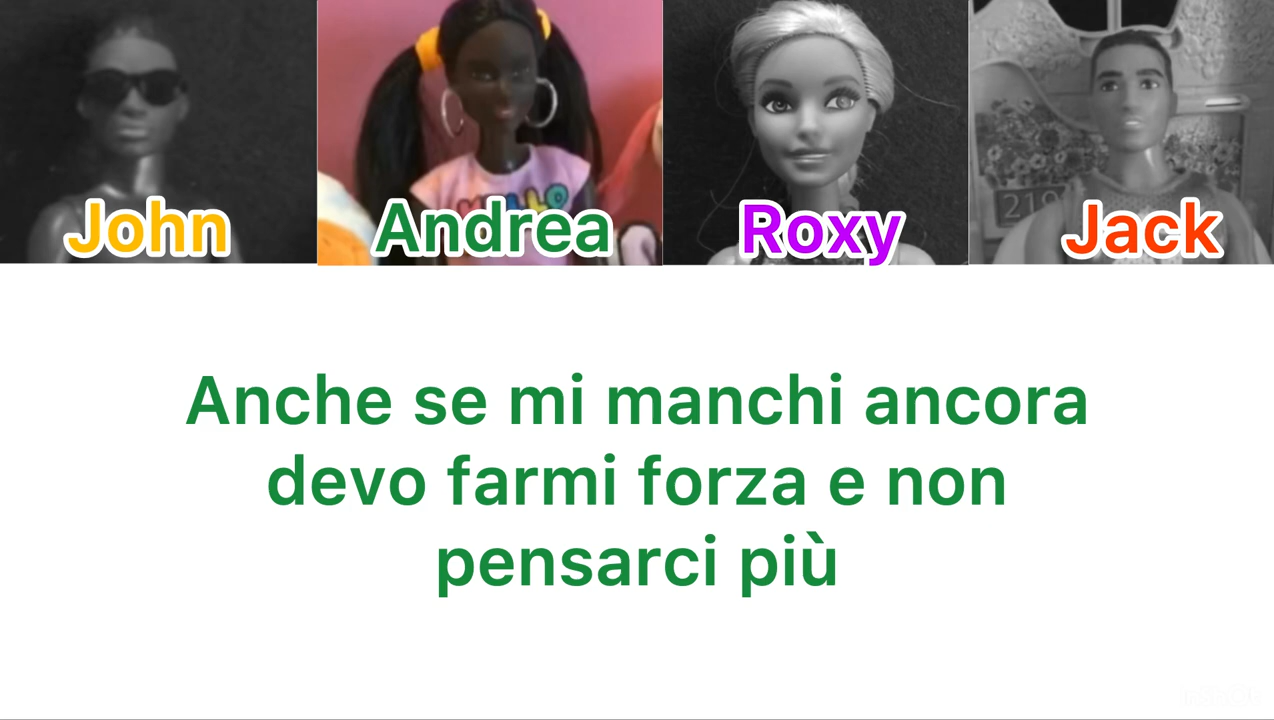 John
Andrea
Roxy
Jack
Anche se mi manchi ancora
devo farmi forza e non
pensarci più